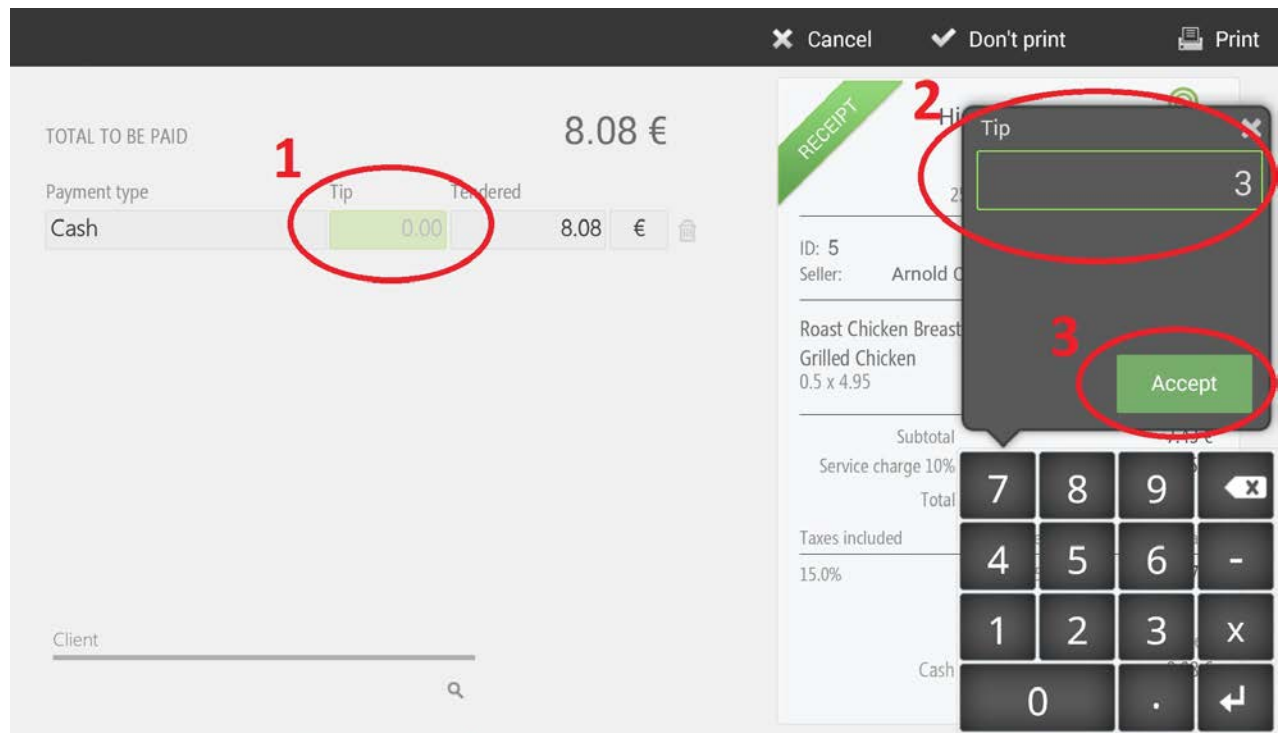 Cancel Don't print Print
TOTAL TO BE PAID 8.08 €
1
Payment type Tip Tendered
Cash 0.00 8.08 €
RECEIPT
Hi
2
Tip
3
ID: 5
Seller: Arnold
Roast Chicken Breast
Grilled Chicken
0.5 x 4.95
3
Accept
Subtotal
Service charge 10%
Total
Taxes included
15.0%
Cash
7 8 9 x
4 5 6 -
1 2 3 x
0 .
Client